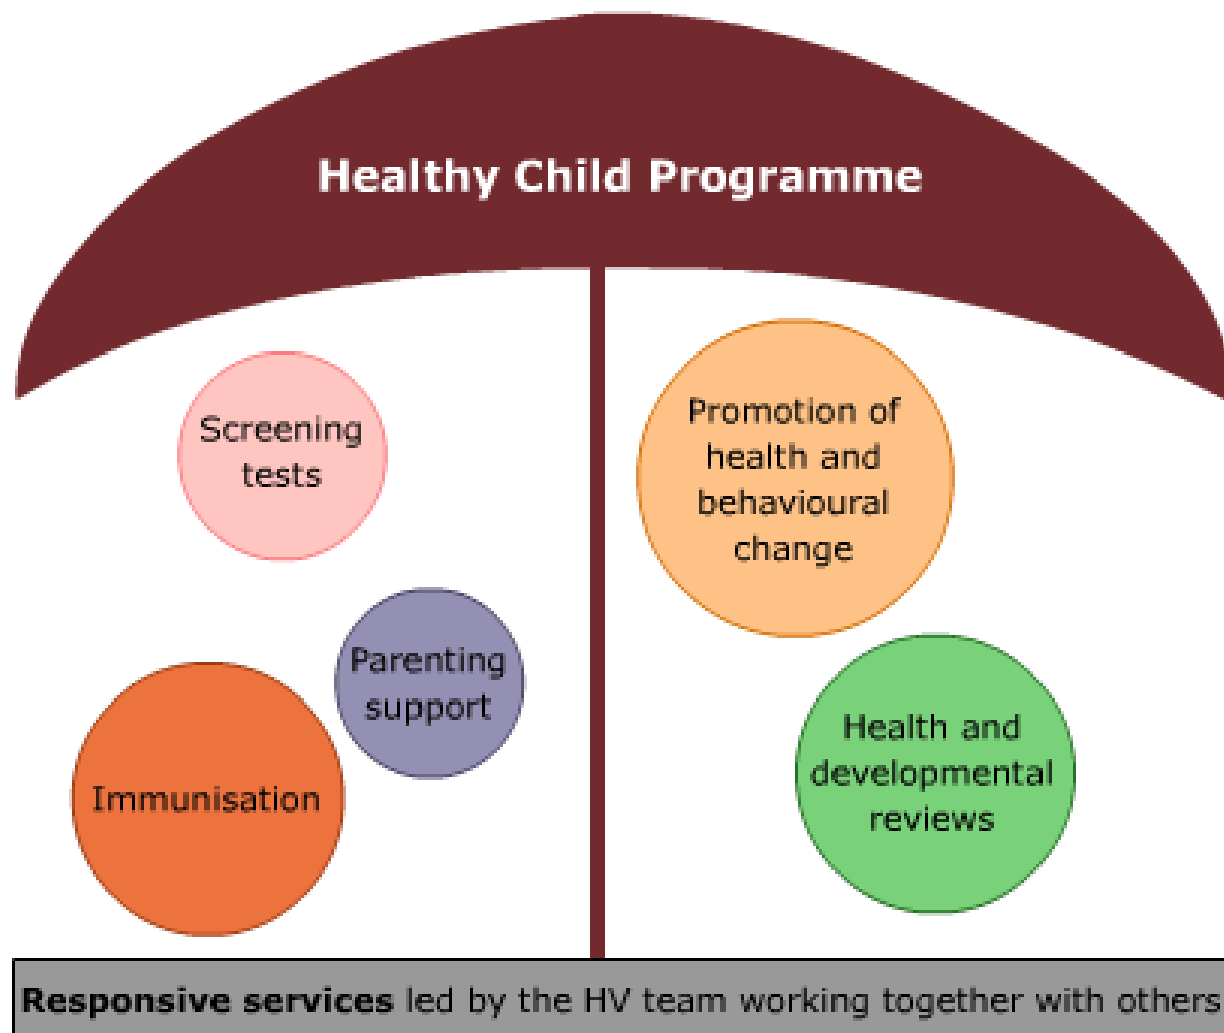 Healthy Child Programme
Screening
tests
Promotion of
health and
behavioural
change
Parenting
support
Immunisation
Health and
developmental
reviews
Responsive services led by the HV team working together with others